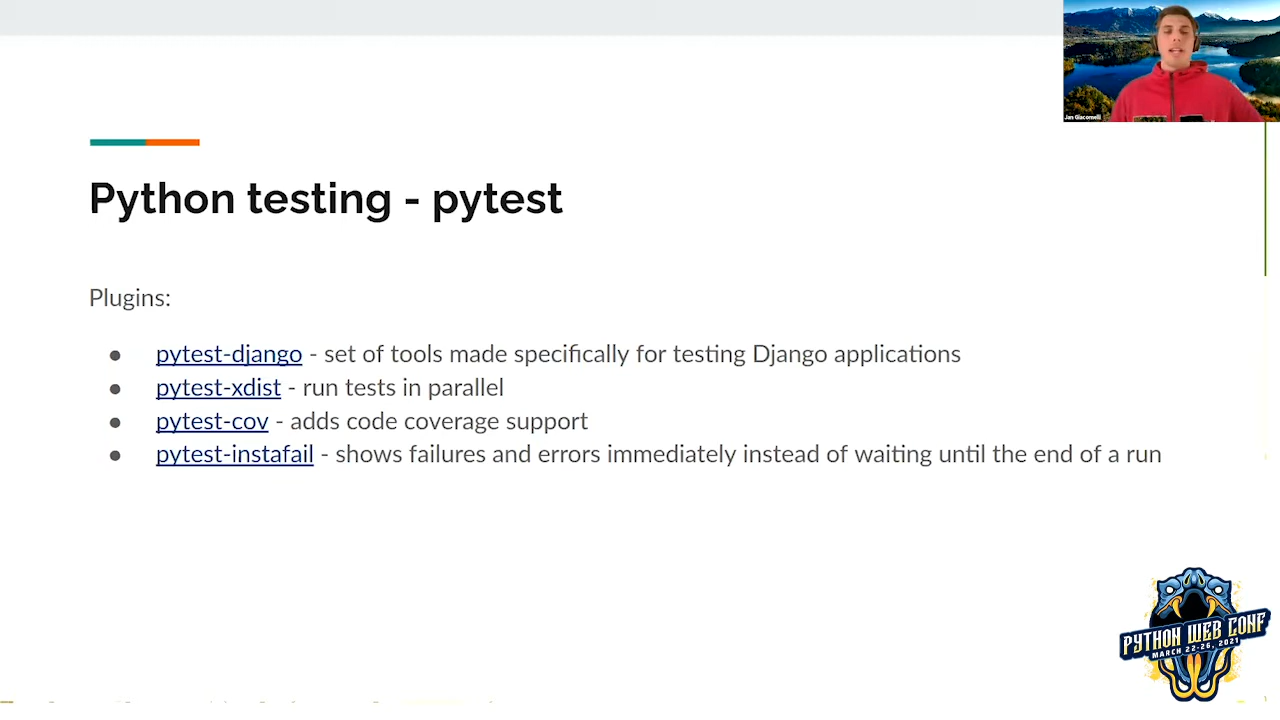 Jan Giacomelli
Python testing - pytest
Plugins:
● pytest-django - set of tools made specifically for testing Django applications
● pytest-xdist - run tests in parallel
● pytest-cov - adds code coverage support
● pytest-instafail - shows failures and errors immediately instead of waiting until the end of a run
PYTHON WEB CONF
MARCH 22-26, 2021